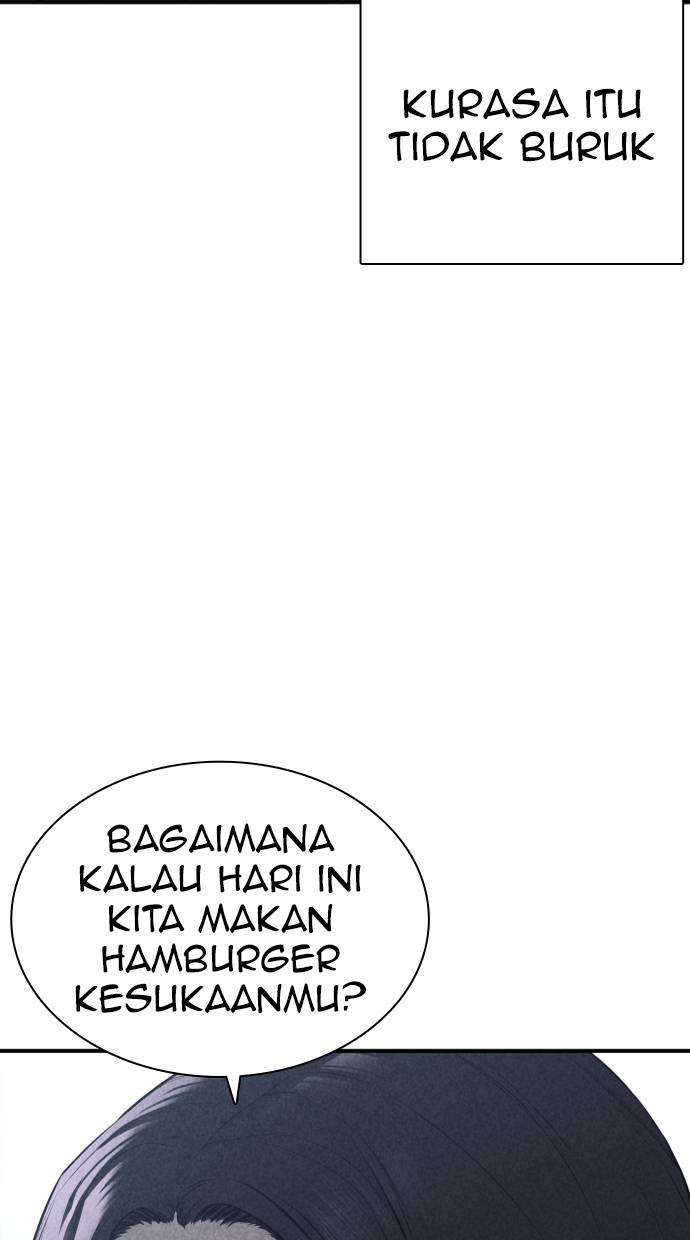 KURASA ITU
TIDAK BURUK
BAGAIMANA
KALAU HARI INI
KITA MAKAN
HAMBURGER
KESUKAANMU?